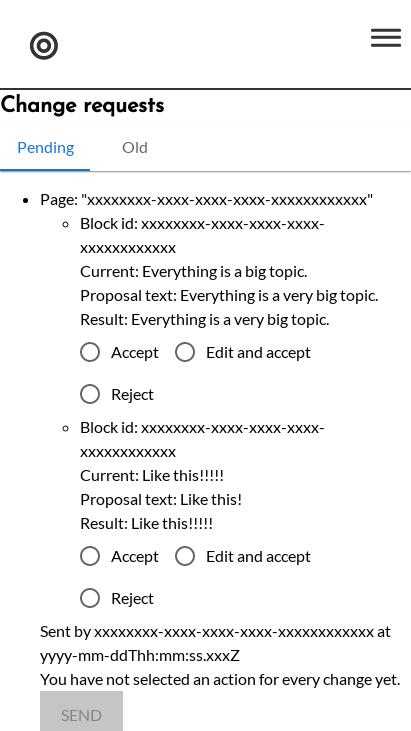 Change requests
Pending
Old
Page: "xxxxxxxx-xxxx-xxxx-xxxx-xxxxxxxxxxxx"
Block id: xxxxxxxx-xxxx-xxxx-xxxx-
xxxxxxxxxxxx
Current: Everything is a big topic.
Proposal text: Everything is a very big topic.
Result: Everything is a very big topic.
Accept
Edit and accept
Reject
Block id: xxxxxxxx-xxxx-xxxx-xxxx-
xxxxxxxxxxxx
Current: Like this!!!!!
Proposal text: Like this!
Result: Like this!!!!!
Accept
Edit and accept
Reject
Sent by xxxxxxxx-xxxx-xxxx-xxxx-xxxxxxxxxxxx at
yyyy-mm-ddThh:mm:ss.xxxZ
You have not selected an action for every change yet.
SEND